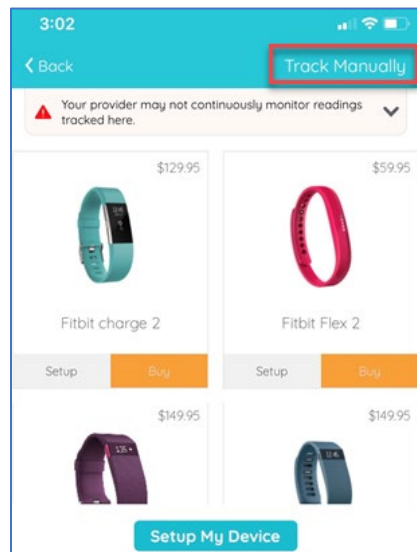 3:02
Back
Track Manually
Your provider may not continuously monitor readings
tracked here.
$129.95
$59.95
Fitbit charge 2
Fitbit Flex 2
Setup
Buy
Setup
Buy
$149.95
$149.95
Setup My Device